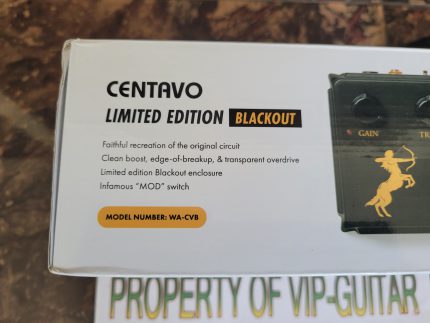 CENTAVO
LIMITED EDITION BLACKOUT
Faithful recreation of the original circuit
Clean boost, edge-of-breakup, & transparent overdrive
Limited edition Blackout enclosure
Infamous "MOD" switch
MODEL NUMBER: WA-CVB
GAIN
TR
PROPERTY OF VIP-GUITAR